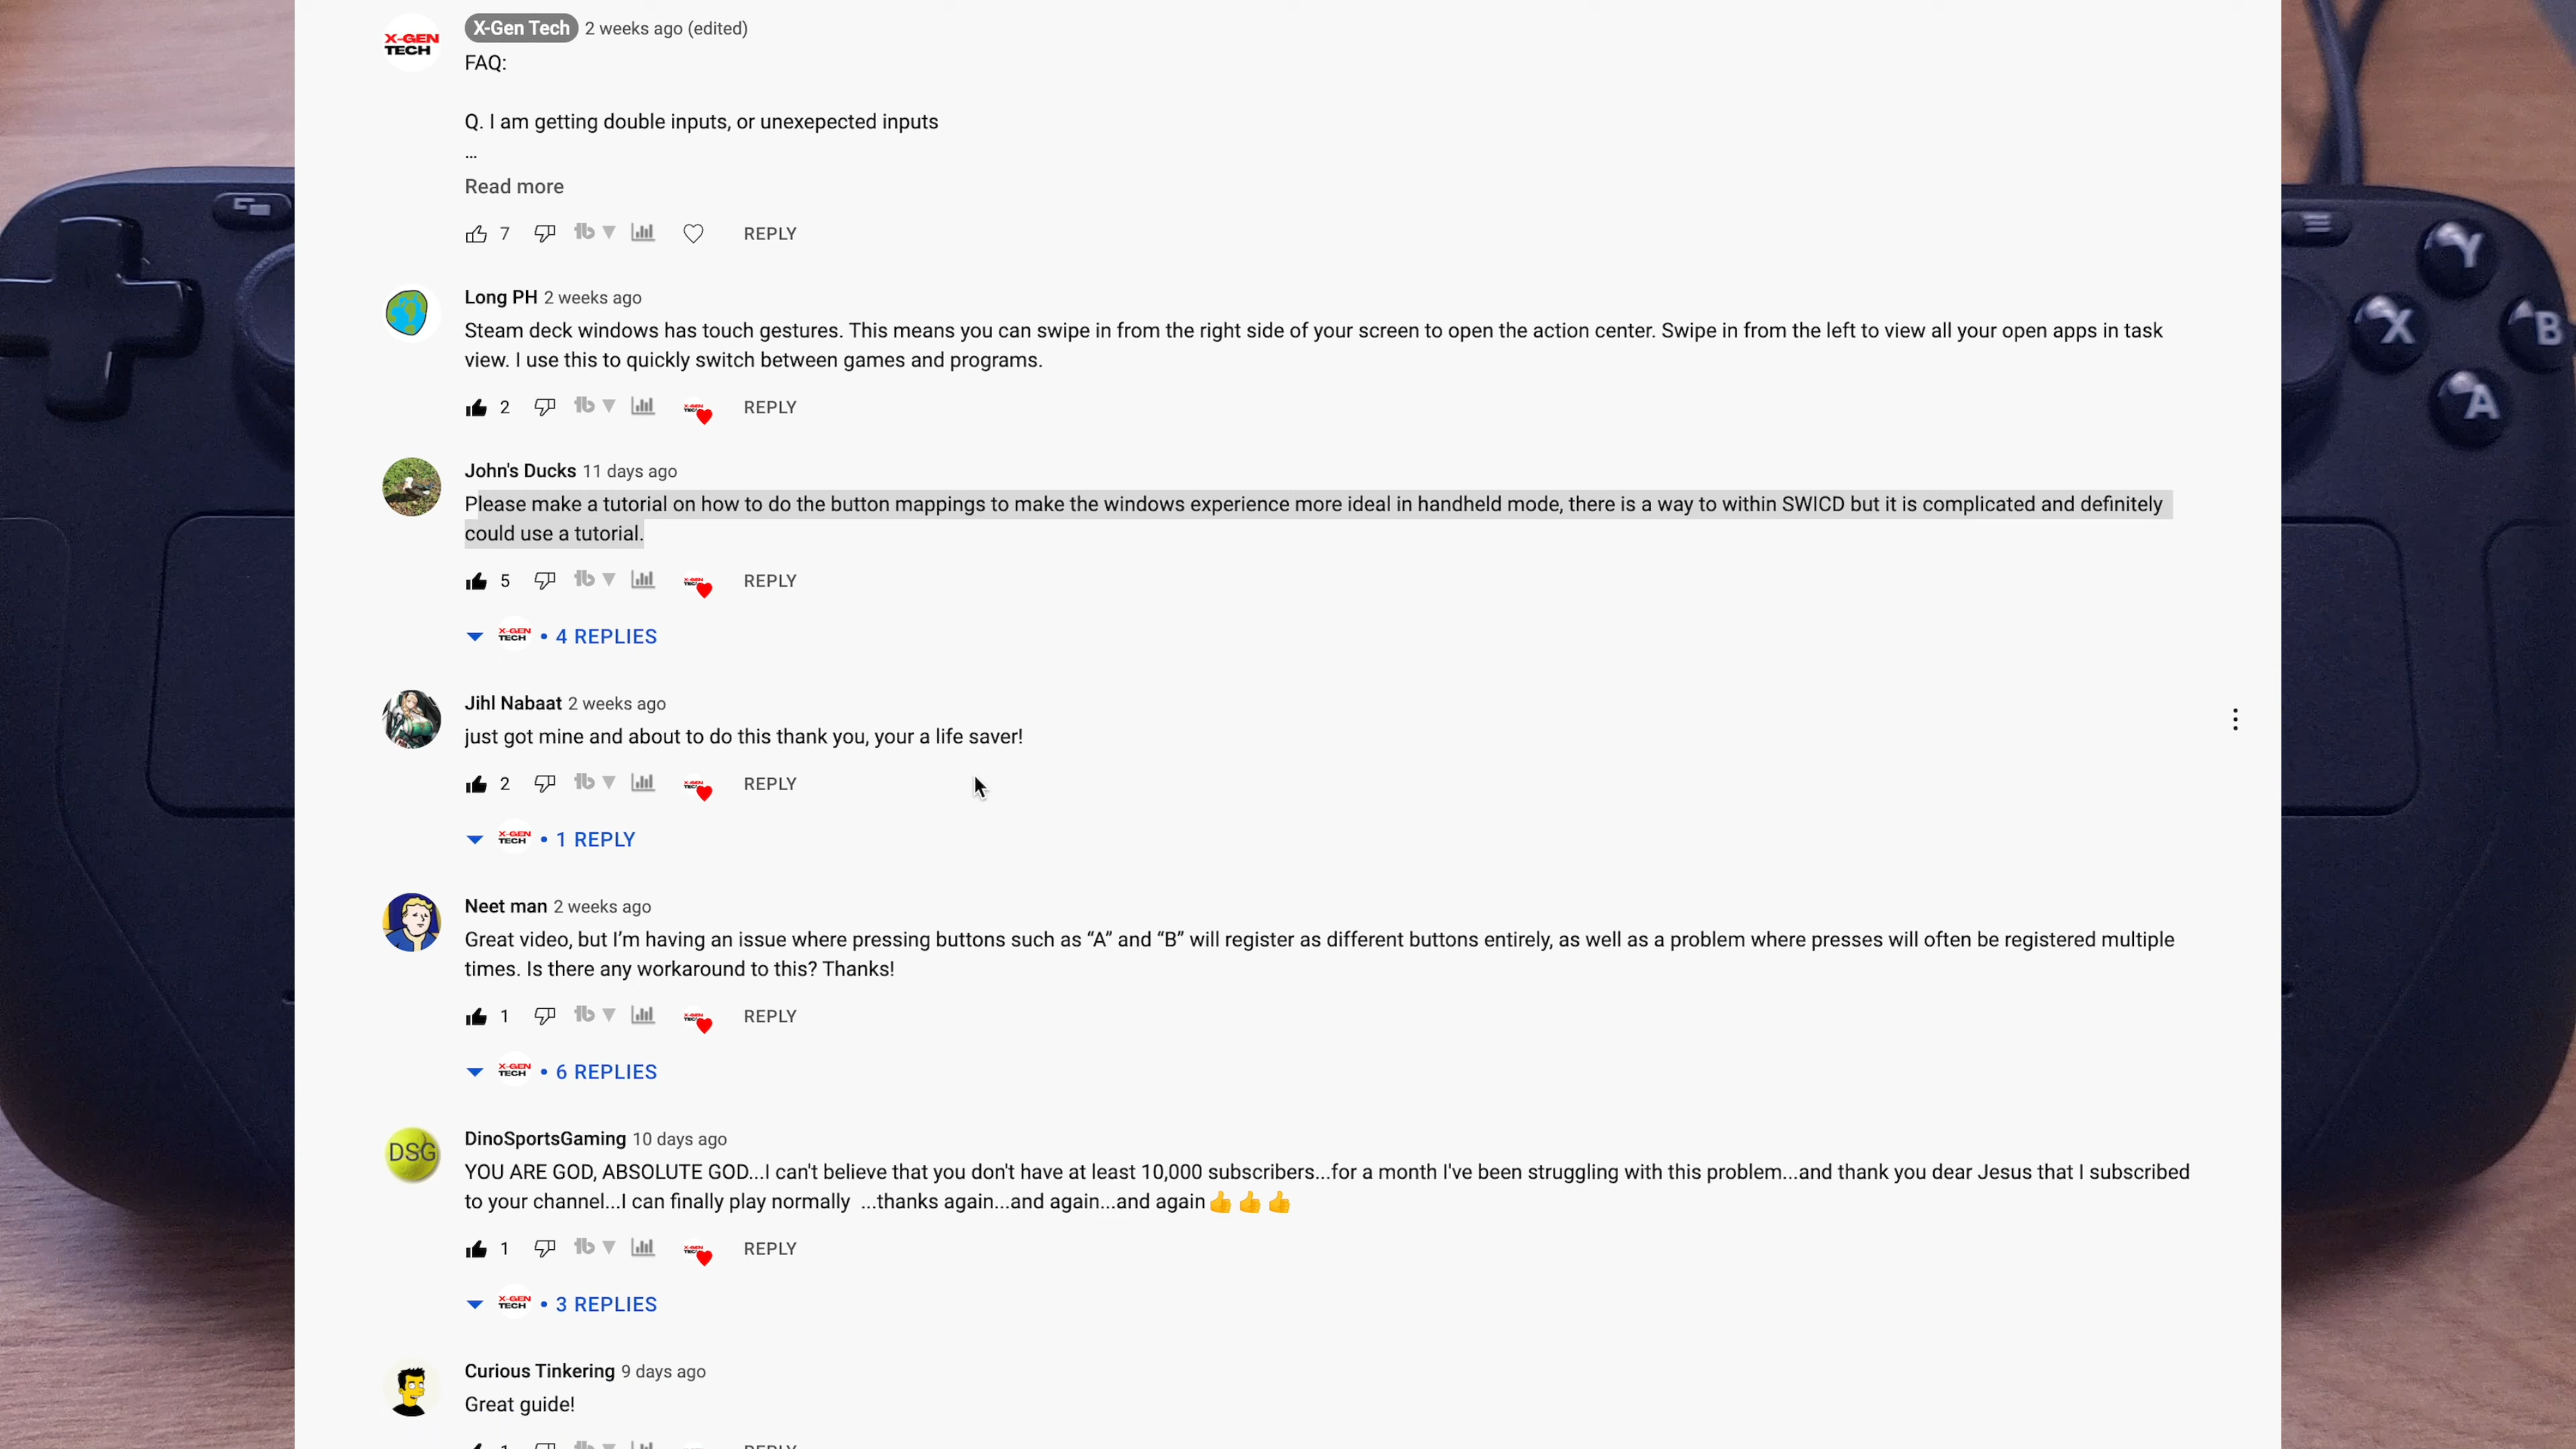 X-GEN
TECH
X-Gen Tech 2 weeks ago (edited)
FAQ:
Q. I am getting double inputs, or unexepected inputs
...
Read more
7 REPLY
Long PH 2 weeks ago
Steam deck windows has touch gestures. This means you can swipe in from the right side of your screen to open the action center. Swipe in from the left to view all your open apps in task
view. I use this to quickly switch between games and programs.
2 REPLY
John's Ducks 11 days ago
Please make a tutorial on how to do the button mappings to make the windows experience more ideal in handheld mode, there is a way to within SWICD but it is complicated and definitely
could use a tutorial.
5 REPLY
X-GEN
TECH
• 4 REPLIES
Jihl Nabaat 2 weeks ago
just got mine and about to do this thank you, your a life saver!
2 REPLY
X-GEN
TECH
• 1 REPLY
Neet man 2 weeks ago
Great video, but I’m having an issue where pressing buttons such as “A” and “B” will register as different buttons entirely, as well as a problem where presses will often be registered multiple
times. Is there any workaround to this? Thanks!
1 REPLY
X-GEN
TECH
• 6 REPLIES
DSG
DinoSportsGaming 10 days ago
YOU ARE GOD, ABSOLUTE GOD...I can't believe that you don't have at least 10,000 subscribers...for a month I've been struggling with this problem...and thank you dear Jesus that I subscribed
to your channel...I can finally play normally ...thanks again...and again...and again👍👍👍
1 REPLY
X-GEN
TECH
• 3 REPLIES
Curious Tinkering 9 days ago
Great guide!
Y
X
B
A